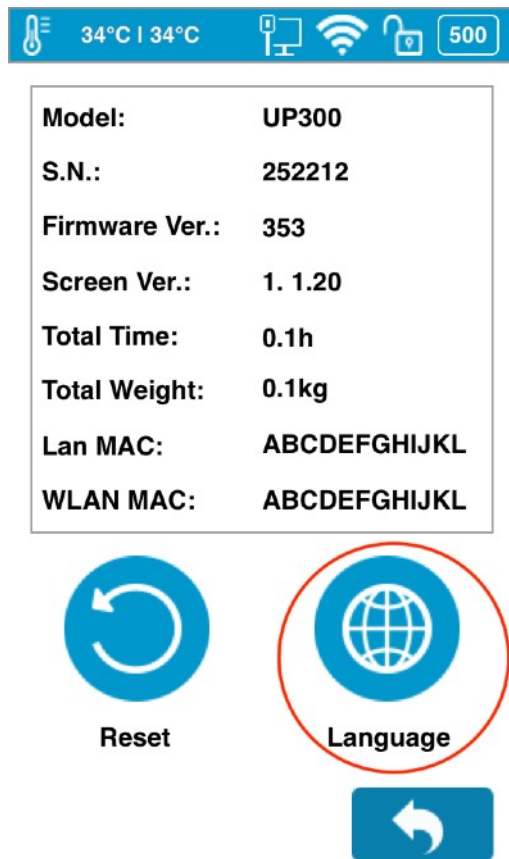 34°C I 34°C 500
Model: UP300
S.N.: 252212
Firmware Ver.: 353
Screen Ver.: 1. 1.20
Total Time: 0.1h
Total Weight: 0.1kg
Lan MAC: ABCDEFGHIJKL
WLAN MAC: ABCDEFGHIJKL
Reset Language